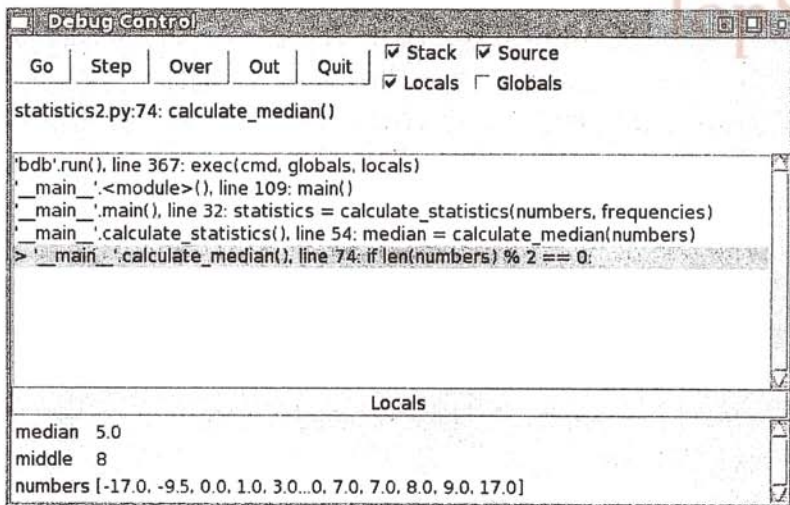 Debug Control
Go Step Over Out Quit Stack Source
Locals Globals
statistics2.py:74: calculate_median()
'bdb'.run(), line 367: exec(cmd, globals, locals)
'__main__'.<module>(), line 109: main()
'__main__'.main(), line 32: statistics = calculate_statistics(numbers, frequencies)
'__main__'.calculate_statistics(), line 54: median = calculate_median(numbers)
> '__main__'.calculate_median(), line 74: if len(numbers) % 2 == 0:
Locals
median 5.0
middle 8
numbers [-17.0, -9.5, 0.0, 1.0, 3.0...0, 7.0, 7.0, 8.0, 9.0, 17.0]